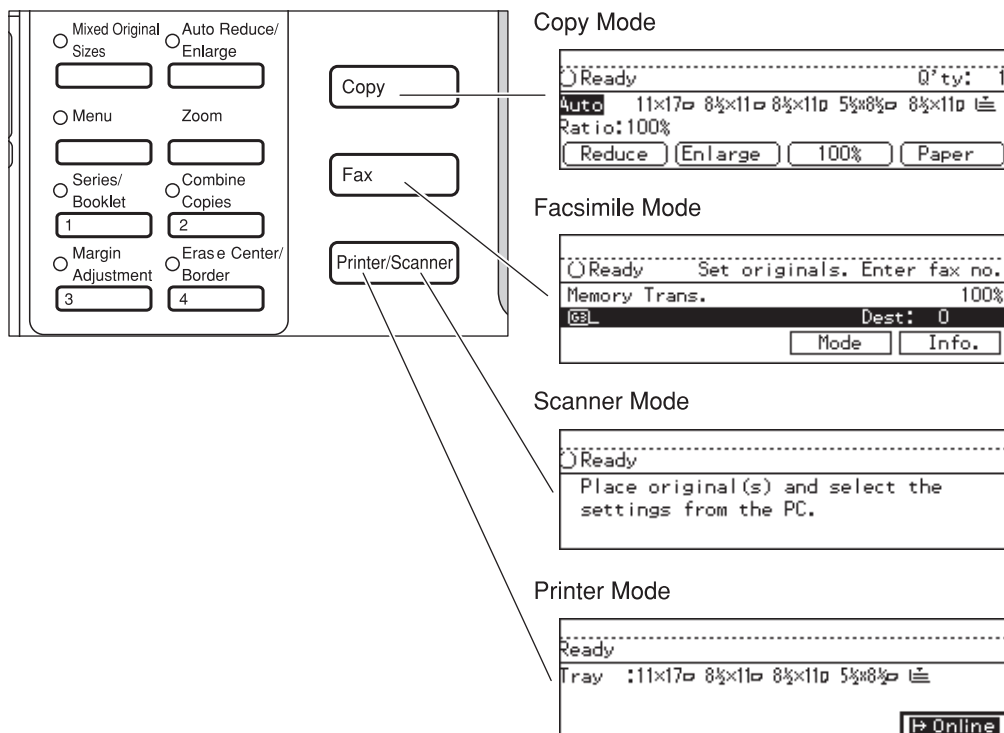 Mixed Original
Sizes
Auto Reduce/
Enlarge
Menu
Zoom
Series/
Booklet
Combine
Copies
1
2
Margin
Adjustment
Erase Center/
Border
3
4
Copy
Fax
Printer/Scanner
Copy Mode
Ready Q'ty: 1
Auto 11×17 8½×11 8½×11 5½×8½ 8½×11
Ratio:100%
Reduce Enlarge 100% Paper
Facsimile Mode
Ready Set originals. Enter fax no.
Memory Trans. 100%
G3 Dest: 0
Mode Info.
Scanner Mode
Ready
Place original(s) and select the
settings from the PC.
Printer Mode
Ready
Tray :11×17 8½×11 8½×11 5½×8½
Online